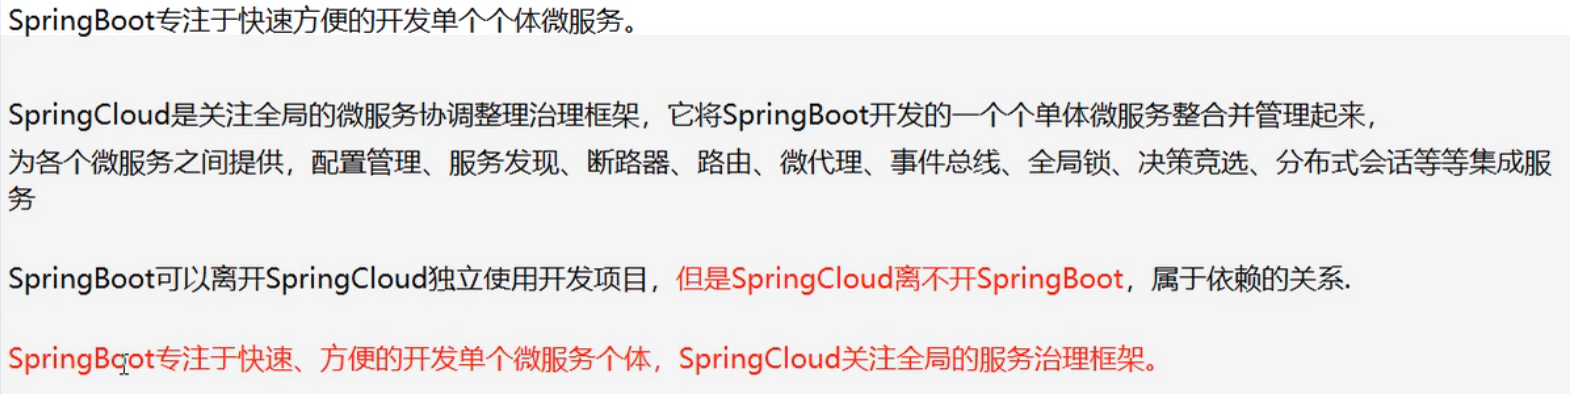 SpringBoot专注于快速方便的开发单个个体微服务。
SpringCloud是关注全局的微服务协调整理治理框架，它将SpringBoot开发的一个个单体微服务整合并管理起来，
为各个微服务之间提供，配置管理、服务发现、断路器、路由、微代理、事件总线、全局锁、决策竞选、分布式会话等等集成服
务
SpringBoot可以离开SpringCloud独立使用开发项目，但是SpringCloud离不开SpringBoot，属于依赖的关系.
SpringBoot专注于快速、方便的开发单个微服务个体，SpringCloud关注全局的服务治理框架。